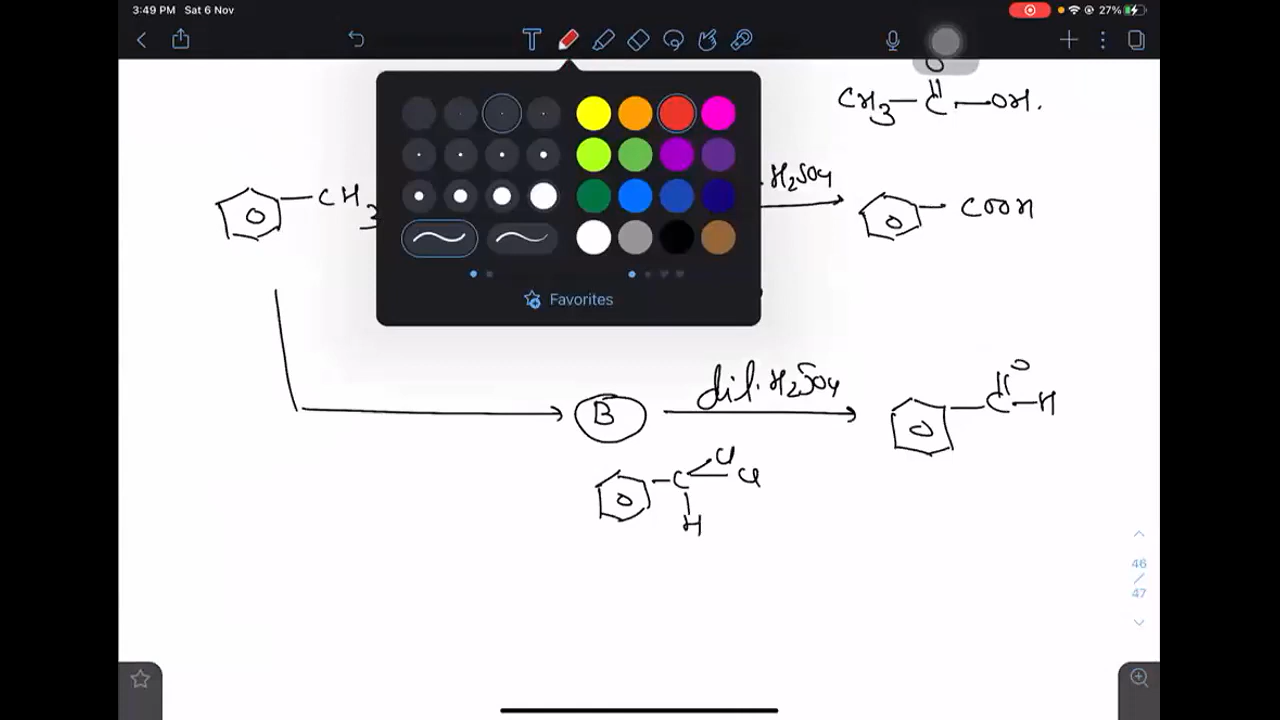 3:49 PM Sat 6 Nov
27%
T
O
CH3 — C — OH.
CH3
H2SO4
COOH
Favorites
B
dil. H2SO4
O
C — H
C
Cl
Cl
H
46
/
47